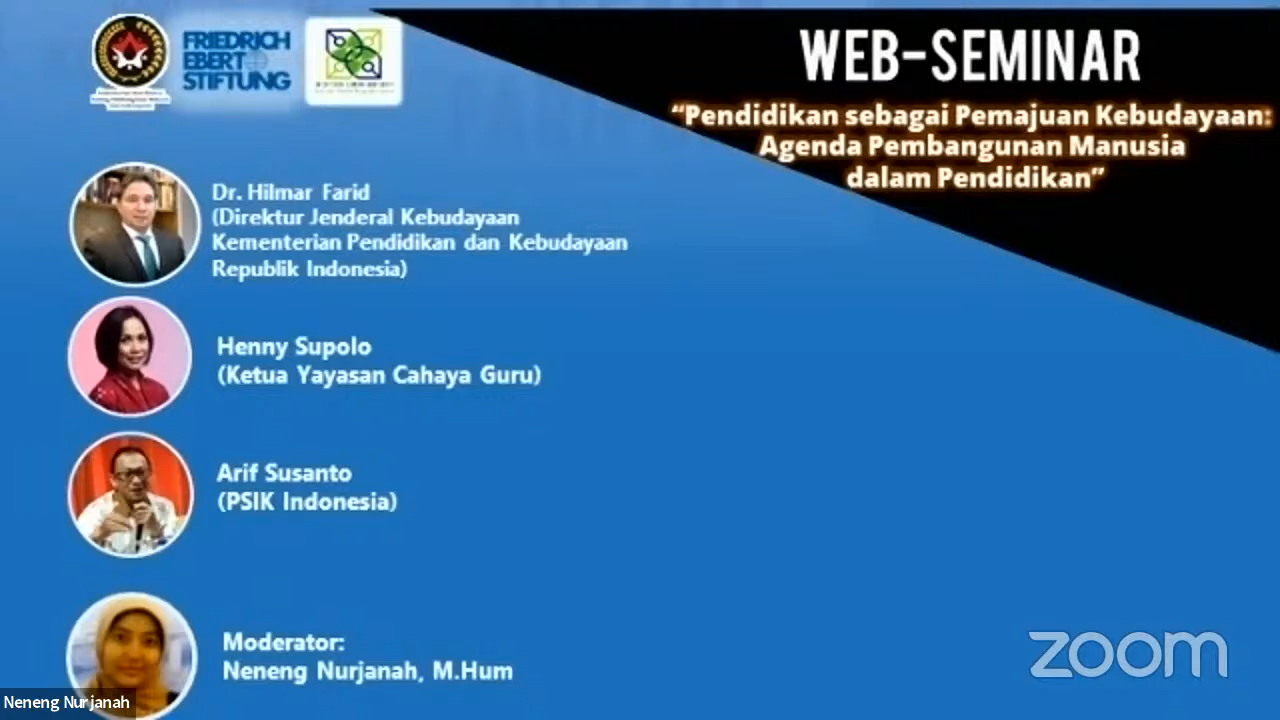 FRIEDRICH
EBERT
STIFTUNG
WEB-SEMINAR
“Pendidikan sebagai Pemajuan Kebudayaan:
Agenda Pembangunan Manusia
dalam Pendidikan”
Dr. Hilmar Farid
(Direktur Jenderal Kebudayaan
Kementerian Pendidikan dan Kebudayaan
Republik Indonesia)
Henny Supolo
(Ketua Yayasan Cahaya Guru)
Arif Susanto
(PSIK Indonesia)
Moderator:
Neneng Nurjanah, M.Hum
zoom
Neneng Nurjanah